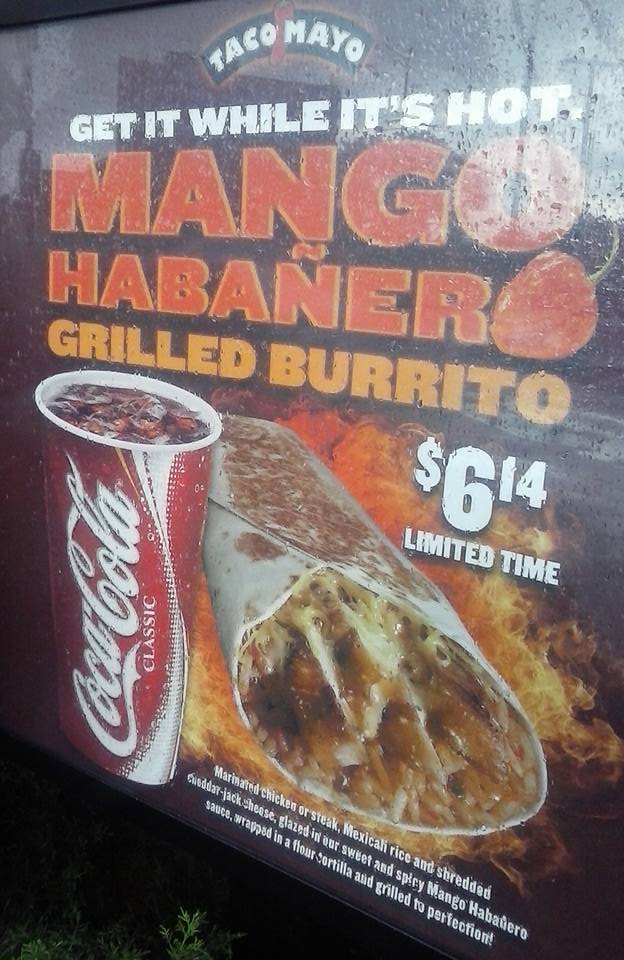 TACO MAYO
GET IT WHILE IT'S HOT.
MANGO
HABAÑERO
GRILLED BURRITO
$6.14
LIMITED TIME
Coca-Cola
CLASSIC
Marinated chicken or steak, Mexicali rice and shredded
cheddar-jack cheese, glazed in our sweet and spicy Mango Habañero
sauce, wrapped in a flour tortilla and grilled to perfection!